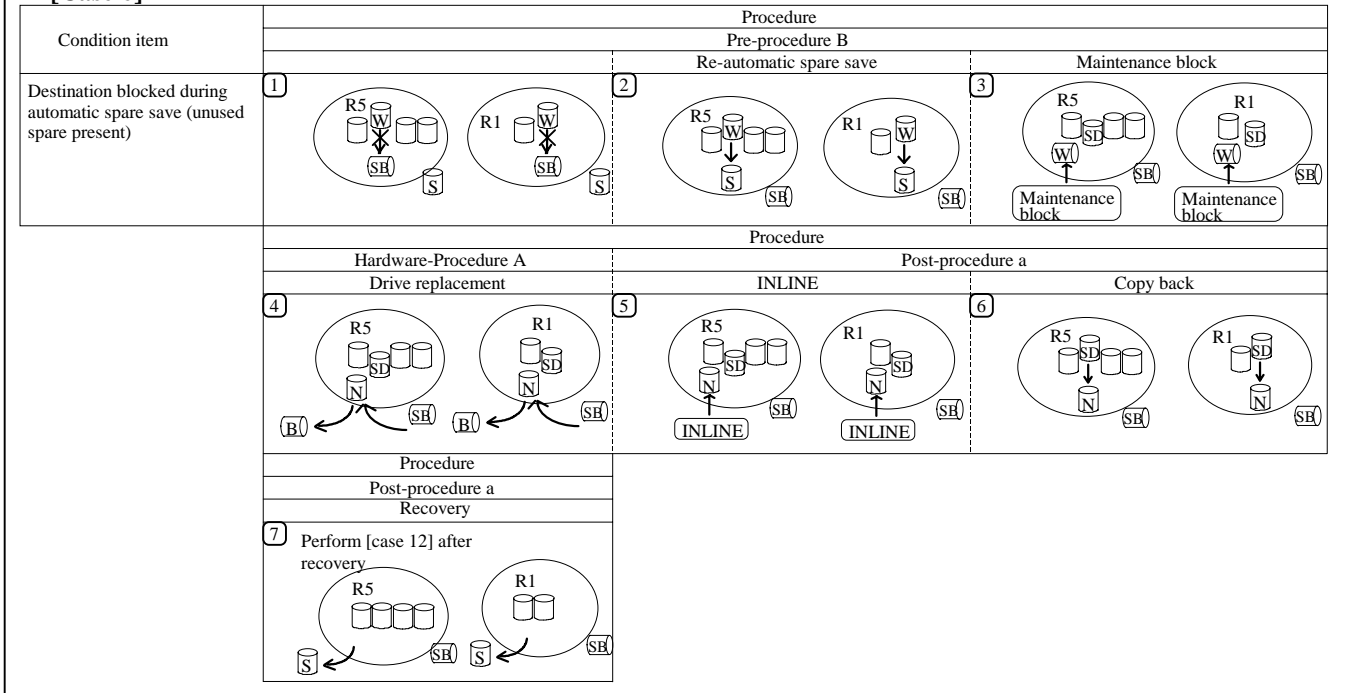 Procedure
Condition item
Pre-procedure B
Re-automatic spare save
Maintenance block
Destination blocked during
automatic spare save (unused
spare present)
1
R5
W
SB
S
R1
W
SB
S
2
R5
W
S
SB
R1
W
S
SB
3
R5
SD
W
SB
Maintenance
block
R1
SD
W
SB
Maintenance
block
Procedure
Hardware-Procedure A
Post-procedure a
Drive replacement
INLINE
Copy back
4
R5
SD
N
SB
B
R1
SD
N
SB
B
5
R5
SD
N
SB
INLINE
R1
SD
N
SB
INLINE
6
R5
SD
N
SB
R1
SD
N
SB
Procedure
Post-procedure a
Recovery
7
Perform [case 12] after
recovery
R5
SB
S
R1
SB
S